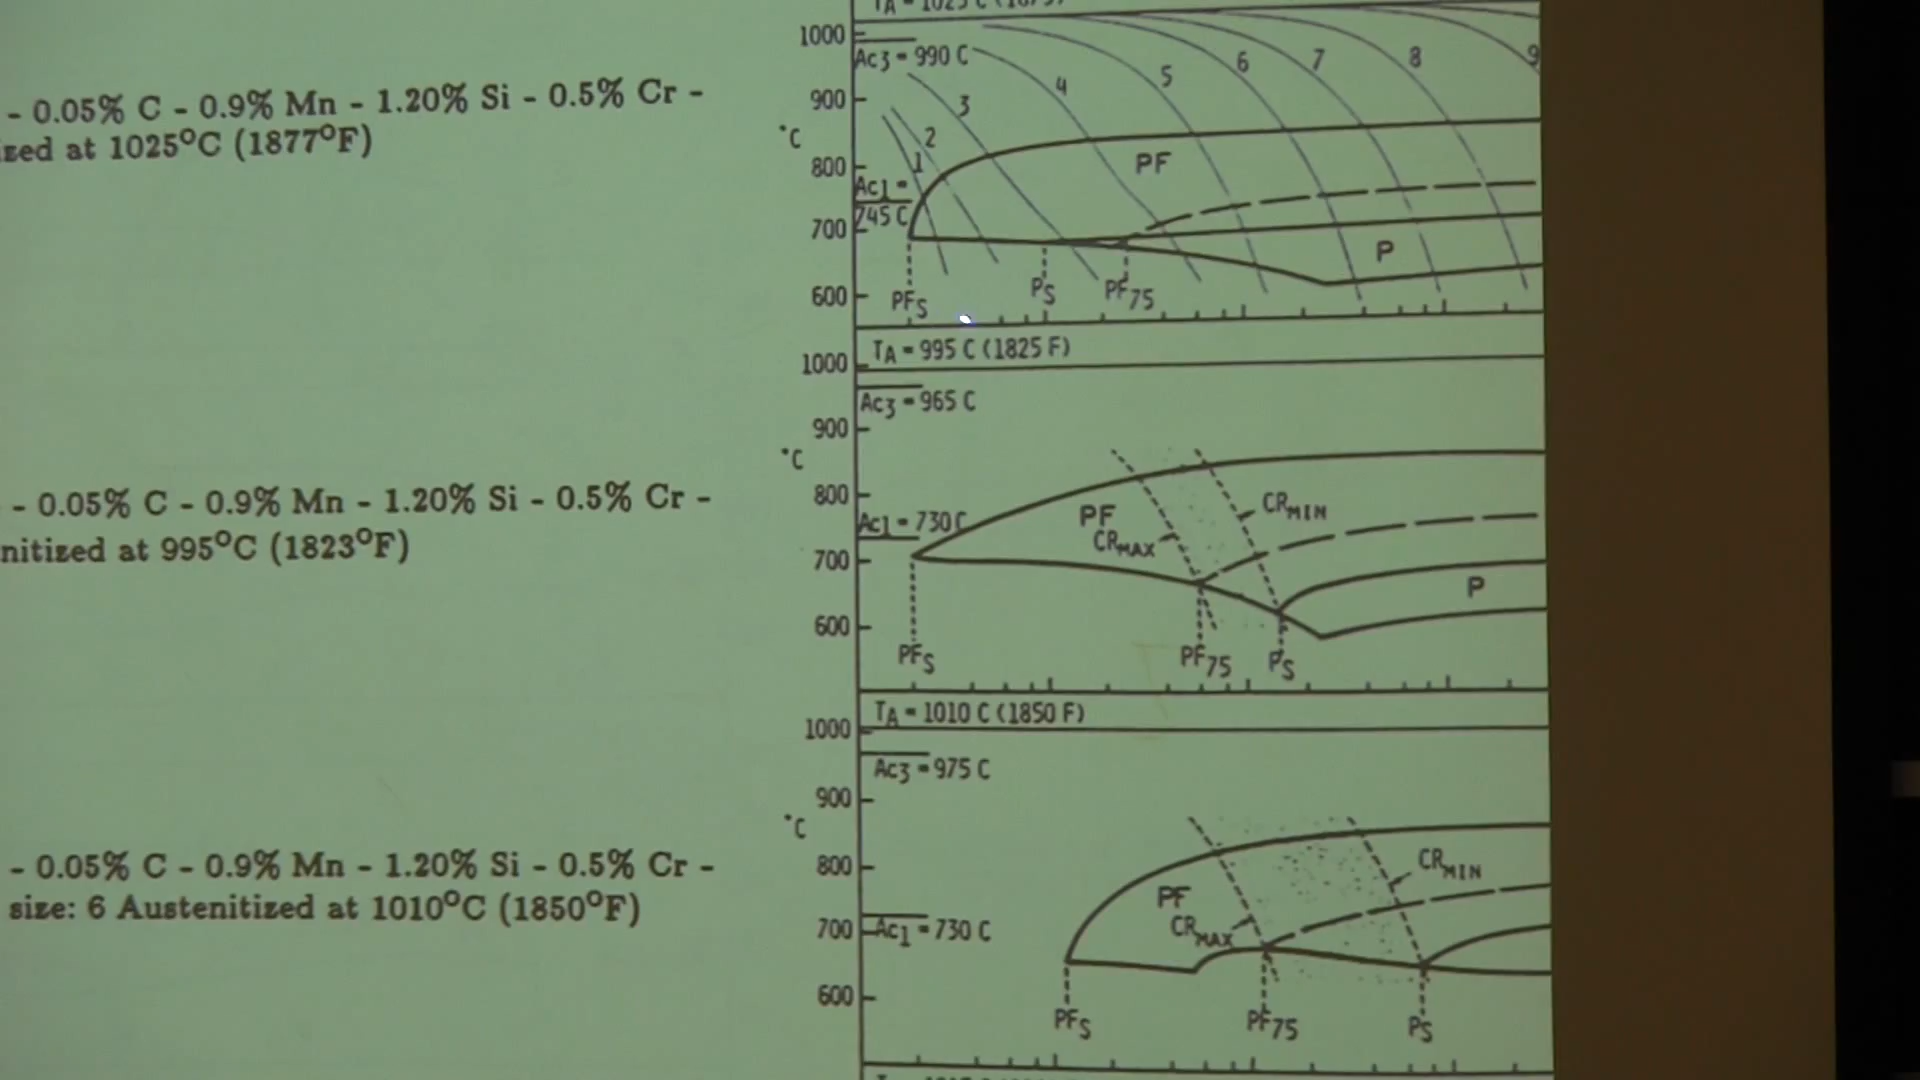 - 0.05% C - 0.9% Mn - 1.20% Si - 0.5% Cr -
ized at 1025°C (1877°F)
1000
Ac3 = 990 C
900
°C
800
Ac1 =
745 C
700
600
1
2
3
4
5
6
7
8
9
PF
P
PFS
PS
PF75
- 0.05% C - 0.9% Mn - 1.20% Si - 0.5% Cr -
nitized at 995°C (1823°F)
TA = 995 C (1825 F)
1000
Ac3 = 965 C
900
°C
800
Ac1 = 730 C
700
600
PF
CRMAX
CRMIN
P
PFS
PF75
PS
- 0.05% C - 0.9% Mn - 1.20% Si - 0.5% Cr -
size: 6 Austenitized at 1010°C (1850°F)
TA = 1010 C (1850 F)
1000
Ac3 = 975 C
900
°C
800
700
Ac1 = 730 C
600
PF
CRMAX
CRMIN
PFS
PF75
PS